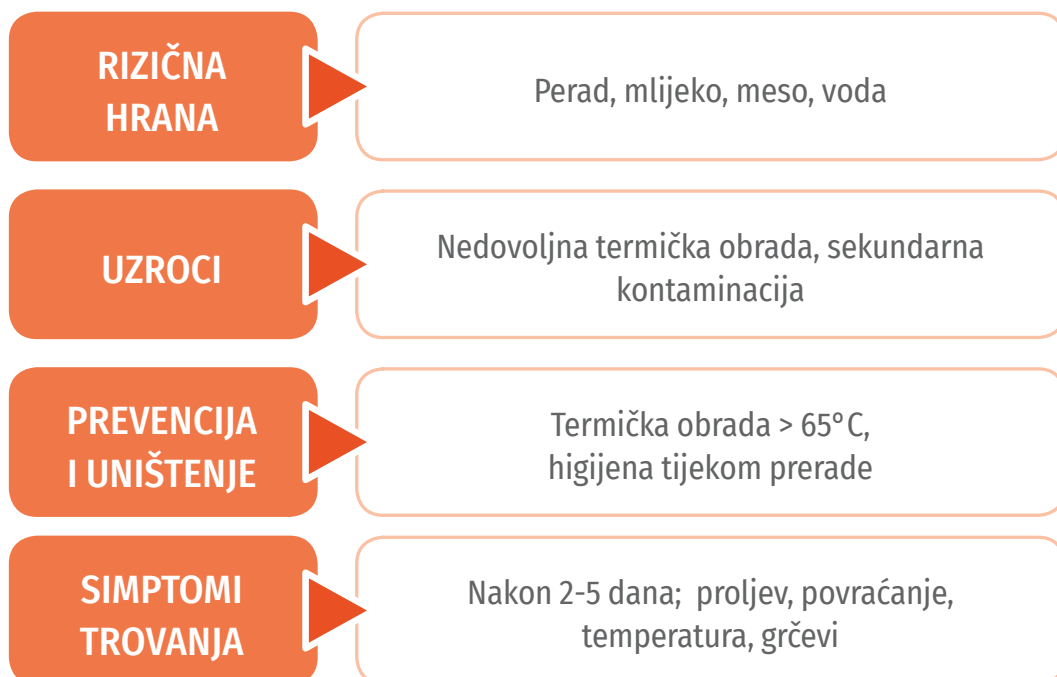 RIZIČNA
HRANA
Perad, mlijeko, meso, voda
UZROCI
Nedovoljna termička obrada, sekundarna
kontaminacija
PREVENCIJA
I UNIŠTENJE
Termička obrada > 65°C,
higijena tijekom prerade
SIMPTOMI
TROVANJA
Nakon 2-5 dana; proljev, povraćanje,
temperatura, grčevi